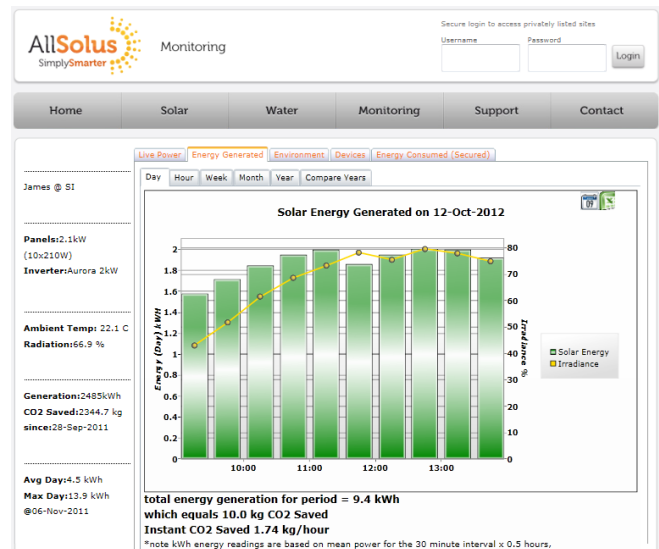 Secure login to access privately listed sites
Username Password
AllSolus
SimplySmarter
Monitoring
Login
Home Solar Water Monitoring Support Contact
Live Power Energy Generated Environment Devices Energy Consumed (Secured)
Day Hour Week Month Year Compare Years
James @ SI
09
Solar Energy Generated on 12-Oct-2012
Panels:2.1kW
(10x210W)
Inverter:Aurora 2kW
Ambient Temp: 22.1 C
Radiation:66.9 %
Generation:2485kWh
CO2 Saved:2344.7 kg
since:28-Sep-2011
Avg Day:4.5 kWh
Max Day:13.9 kWh
@06-Nov-2011
Energy (Day) kWH
2
1.8
1.6
1.4
1.2
1
0.8
0.6
0.4
0.2
0
80
70
60
50
40
30
20
10
0
Irradiance %
10:00 11:00 12:00 13:00
Solar Energy
Irradiance
total energy generation for period = 9.4 kWh
which equals 10.0 kg CO2 Saved
Instant CO2 Saved 1.74 kg/hour
*note kWh energy readings are based on mean power for the 30 minute interval x 0.5 hours,